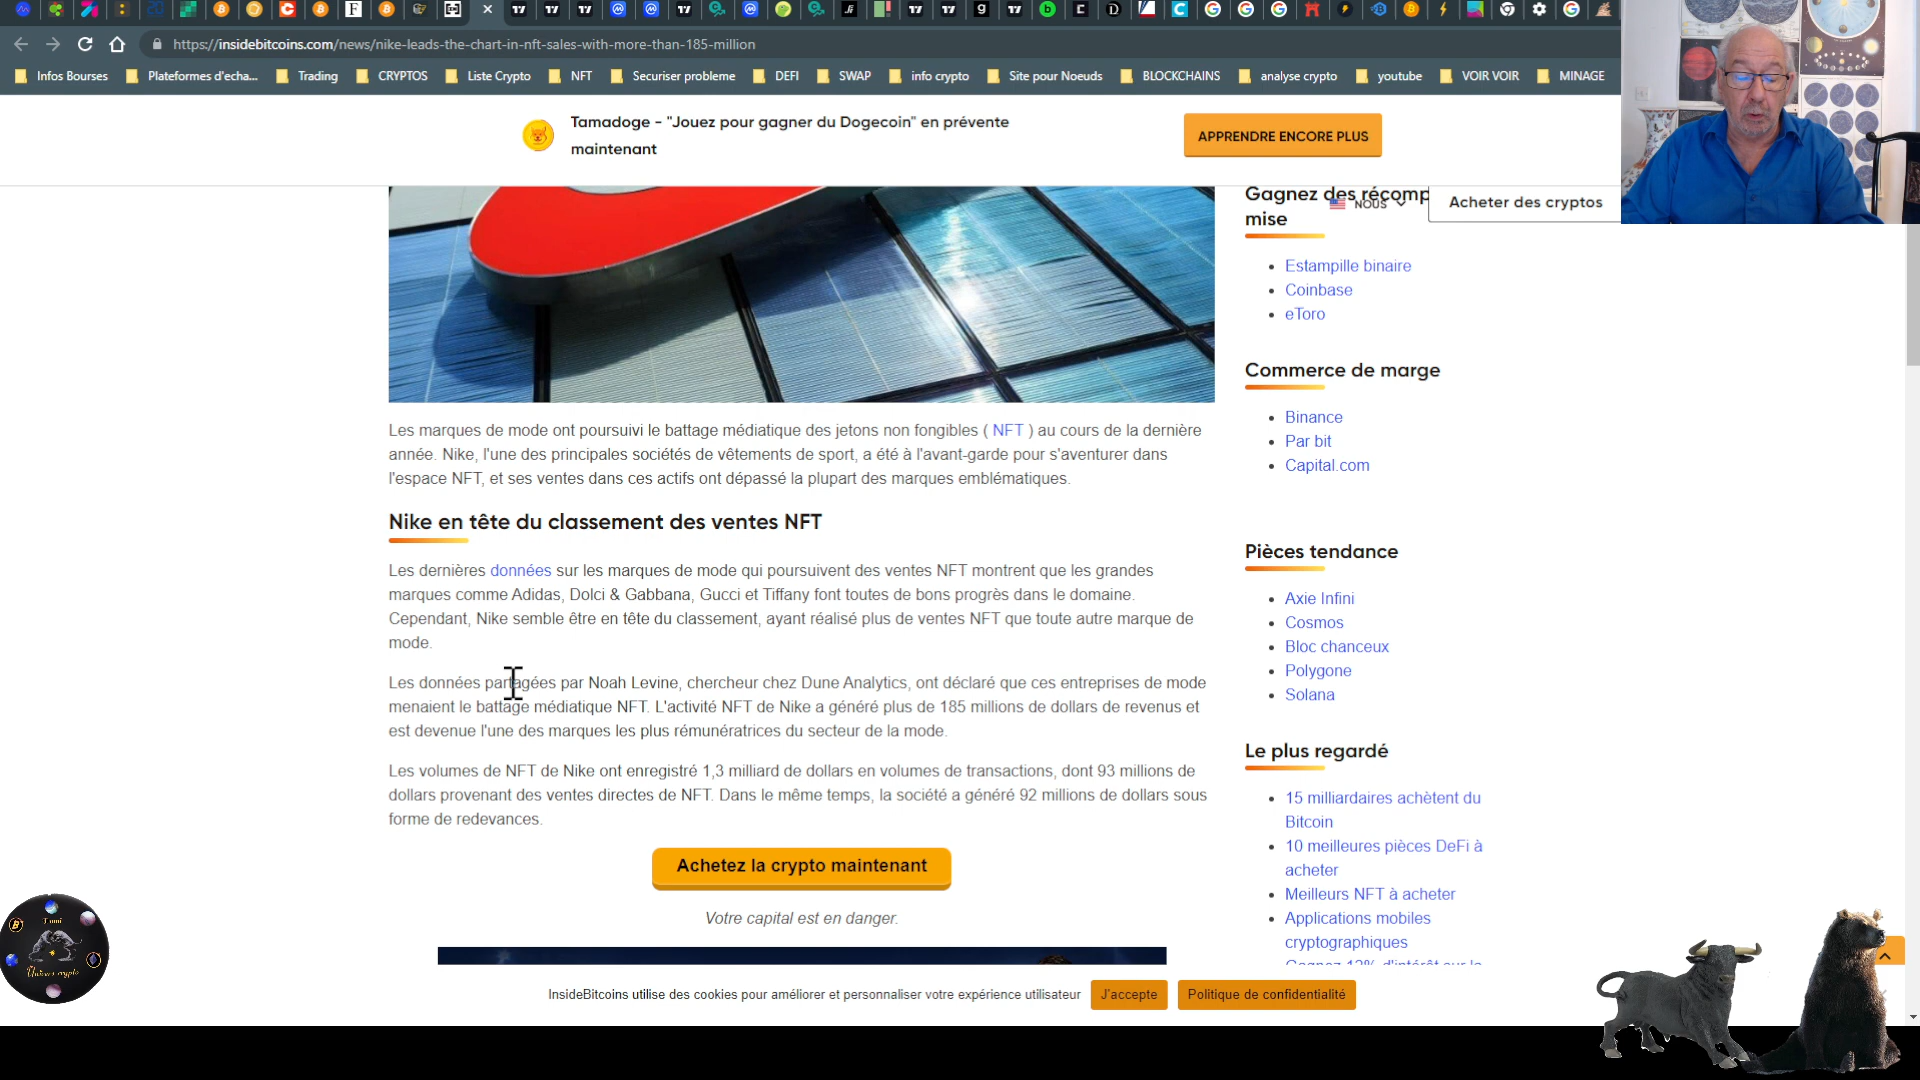 https://insidebitcoins.com/news/nike-leads-the-chart-in-nft-sales-with-more-than-185-million
Infos Bourses
Plateformes d'echa...
Trading
CRYPTOS
Liste Crypto
NFT
Securiser probleme
DEFI
SWAP
info crypto
Site pour Noeuds
BLOCKCHAINS
analyse crypto
youtube
VOIR VOIR
MINAGE
Tamadoge - "Jouez pour gagner du Dogecoin" en prévente
maintenant
APPRENDRE ENCORE PLUS
Gagnez des récomp
mise
NOUS
Acheter des cryptos
Estampille binaire
Coinbase
eToro
Commerce de marge
Binance
Par bit
Capital.com
Les marques de mode ont poursuivi le battage médiatique des jetons non fongibles ( NFT ) au cours de la dernière
année. Nike, l'une des principales sociétés de vêtements de sport, a été à l'avant-garde pour s'aventurer dans
l'espace NFT, et ses ventes dans ces actifs ont dépassé la plupart des marques emblématiques.
Nike en tête du classement des ventes NFT
Les dernières données sur les marques de mode qui poursuivent des ventes NFT montrent que les grandes
marques comme Adidas, Dolci & Gabbana, Gucci et Tiffany font toutes de bons progrès dans le domaine.
Cependant, Nike semble être en tête du classement, ayant réalisé plus de ventes NFT que toute autre marque de
mode.
Les données partagées par Noah Levine, chercheur chez Dune Analytics, ont déclaré que ces entreprises de mode
menaient le battage médiatique NFT. L'activité NFT de Nike a généré plus de 185 millions de dollars de revenus et
est devenue l'une des marques les plus rémunératrices du secteur de la mode.
Les volumes de NFT de Nike ont enregistré 1,3 milliard de dollars en volumes de transactions, dont 93 millions de
dollars provenant des ventes directes de NFT. Dans le même temps, la société a généré 92 millions de dollars sous
forme de redevances.
Achetez la crypto maintenant
Votre capital est en danger.
Pièces tendance
Axie Infini
Cosmos
Bloc chanceux
Polygone
Solana
Le plus regardé
15 milliardaires achètent du
Bitcoin
10 meilleures pièces DeFi à
acheter
Meilleurs NFT à acheter
Applications mobiles
cryptographiques
Gagnez 12% d'intérêt sur la
InsideBitcoins utilise des cookies pour améliorer et personnaliser votre expérience utilisateur
J'accepte
Politique de confidentialité
Univers crypto